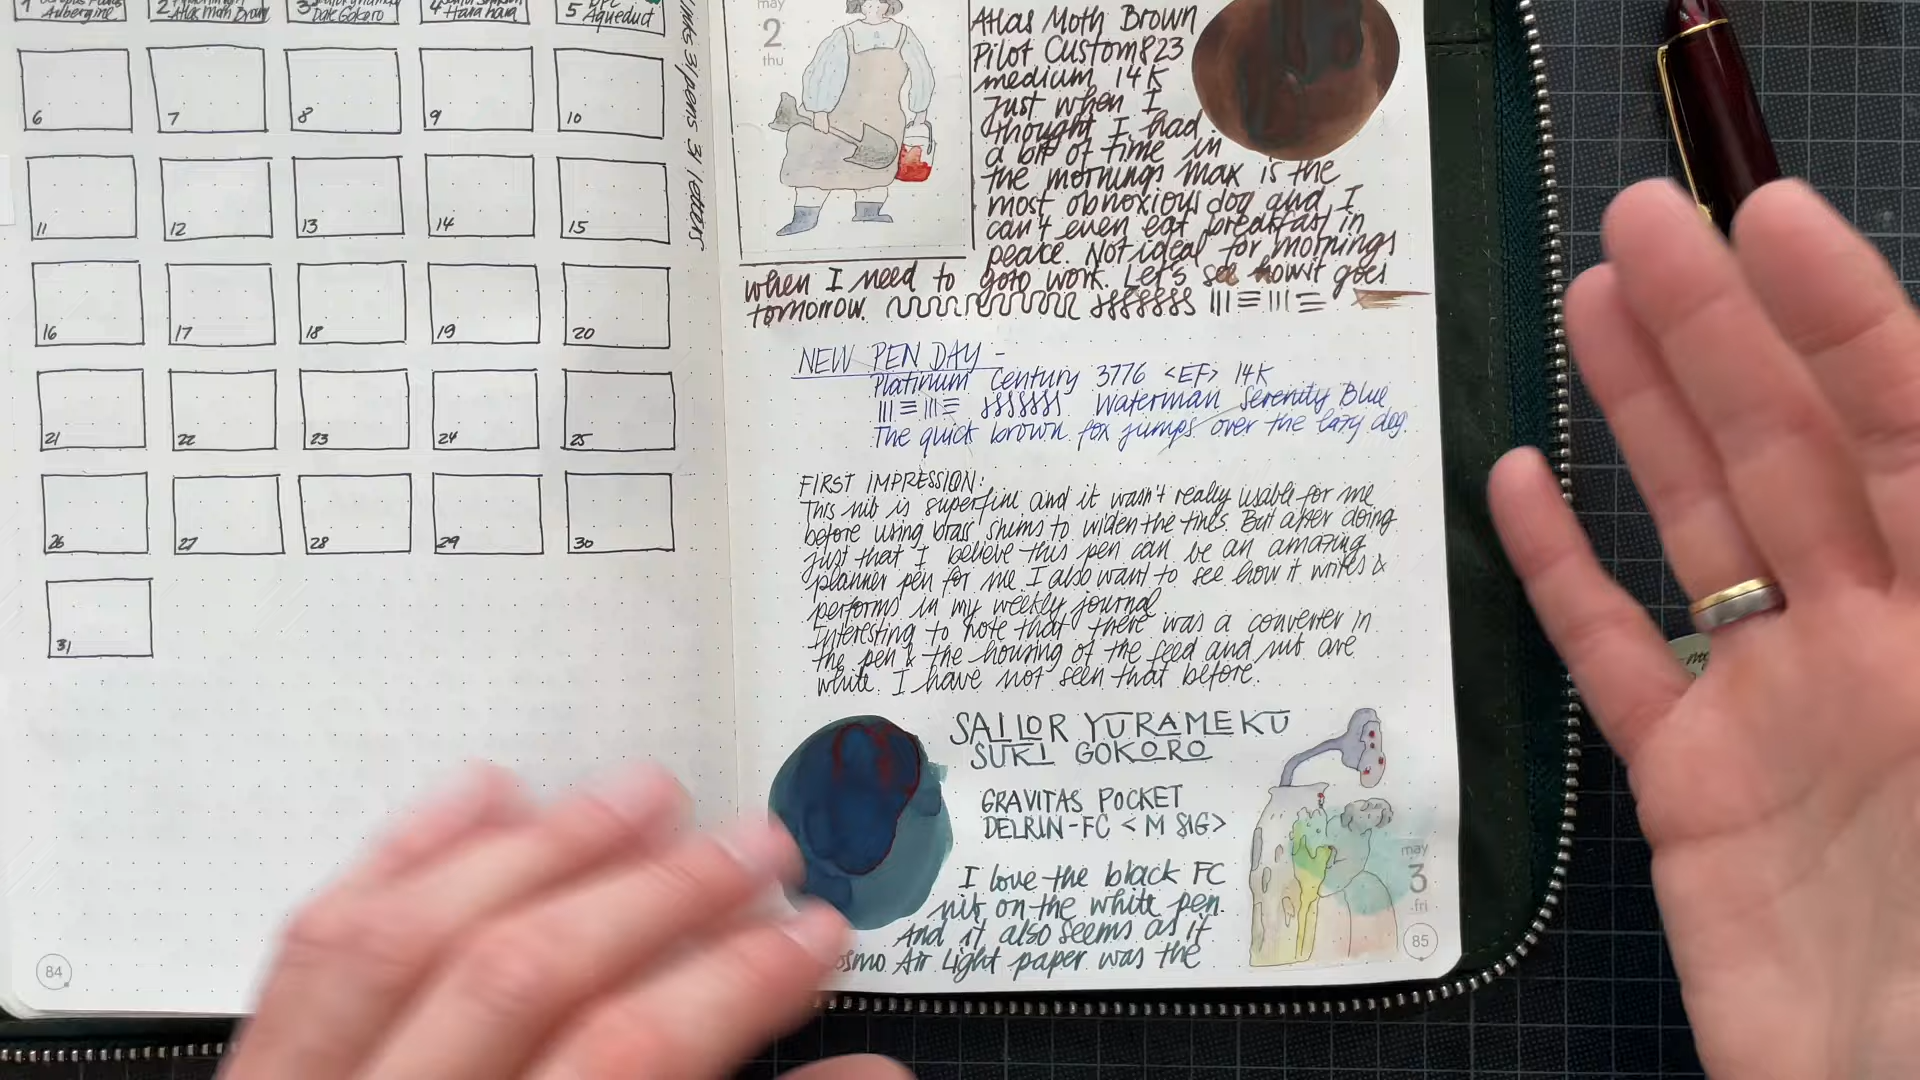 1
Aubergine
2
Atlas Moth Brown
3
4
Hana
5
Aqueduct
6
7
8
9
10
11
12
13
14
15
16
17
18
19
20
21
22
23
24
25
26
27
28
29
30
31
inks 31 pens 31 letters
84
may
2
thu
Atlas Moth Brown
Pilot Custom 823
medium 14K
Just when I
thought I had
a bit of time in
the mornings Max is the
most obnoxious dog and I
can't even eat breakfast in
peace. Not ideal for mornings
when I need to go to work. Let's see how it goes
tomorrow.
NEW PEN DAY -
Platinum Century 3776 <EF> 14K
Waterman Serenity Blue
The quick brown fox jumps over the lazy dog.
FIRST IMPRESSION:
This nib is superfine and it wasn't really usable for me
before using brass shims to widen the tines. But after doing
just that I believe this pen can be an amazing
planner pen for me. I also want to see how it writes &
performs in my weekly journal
Interesting to note that there was a converter in
the pen & the housing of the feed and nib are
white. I have not seen that before.
SAILOR YURAMEKU
SUKI GOKORO
GRAVITAS POCKET
DELRIN-FC <M SIG>
I love the black FC
nib on the white pen.
And it also seems as if
Air Light paper was the
may
3
fri
85